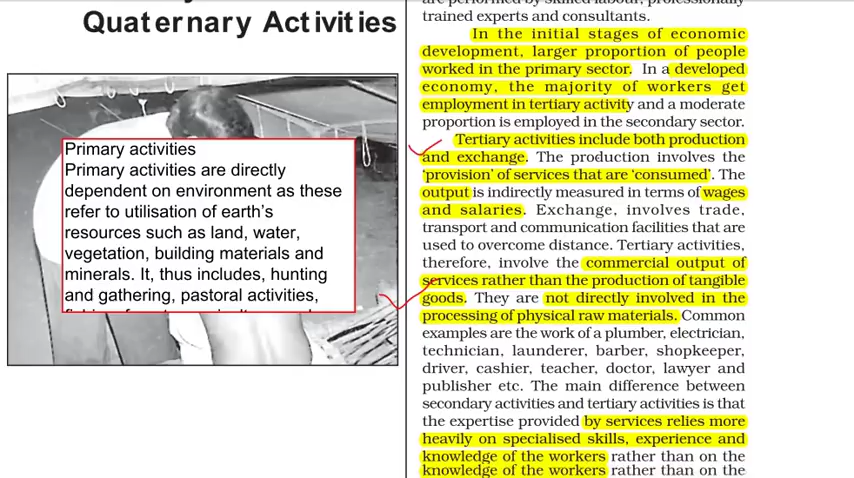 Quaternary Activities
Primary activities
Primary activities are directly
dependent on environment as these
refer to utilisation of earth's
resources such as land, water,
vegetation, building materials and
minerals. It, thus includes, hunting
and gathering, pastoral activities,
are performed by skilled labour, professionally
trained experts and consultants.
In the initial stages of economic
development, larger proportion of people
worked in the primary sector. In a developed
economy, the majority of workers get
employment in tertiary activity and a moderate
proportion is employed in the secondary sector.
Tertiary activities include both production
and exchange. The production involves the
'provision' of services that are 'consumed'. The
output is indirectly measured in terms of wages
and salaries. Exchange, involves trade,
transport and communication facilities that are
used to overcome distance. Tertiary activities,
therefore, involve the commercial output of
services rather than the production of tangible
goods. They are not directly involved in the
processing of physical raw materials. Common
examples are the work of a plumber, electrician,
technician, launderer, barber, shopkeeper,
driver, cashier, teacher, doctor, lawyer and
publisher etc. The main difference between
secondary activities and tertiary activities is that
the expertise provided by services relies more
heavily on specialised skills, experience and
knowledge of the workers rather than on the
knowledge of the workers rather than on the